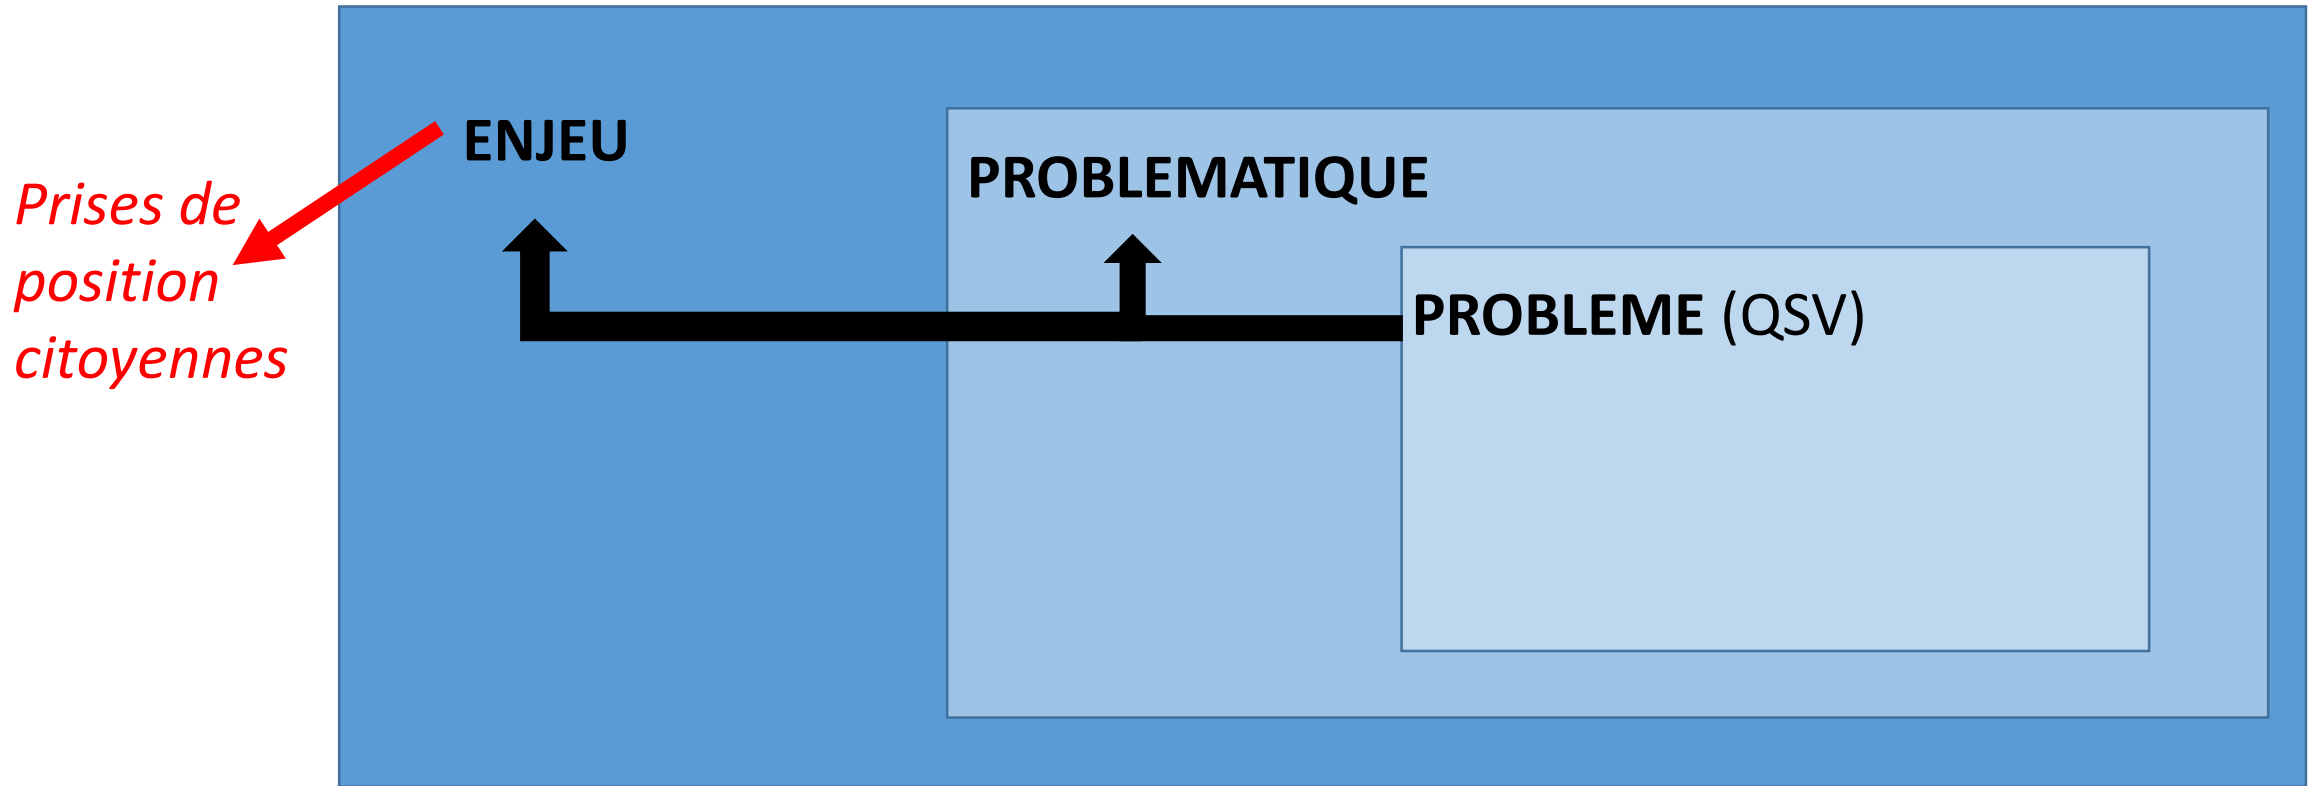 ENJEU
PROBLEMATIQUE
Prises de
position
citoyennes
PROBLEME (QSV)